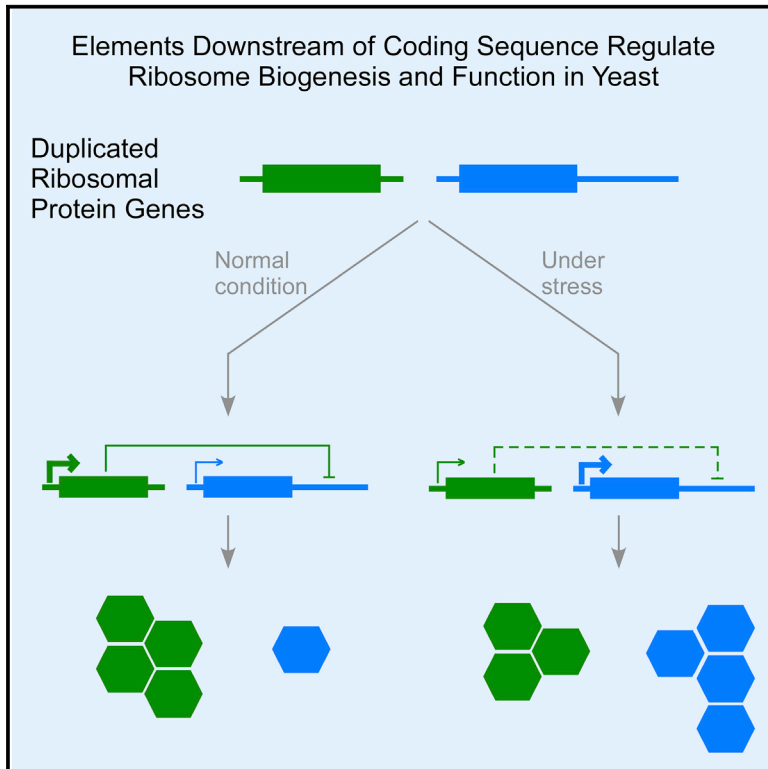 Elements Downstream of Coding Sequence Regulate
Ribosome Biogenesis and Function in Yeast
Duplicated
Ribosomal
Protein Genes
Normal
condition
Under
stress